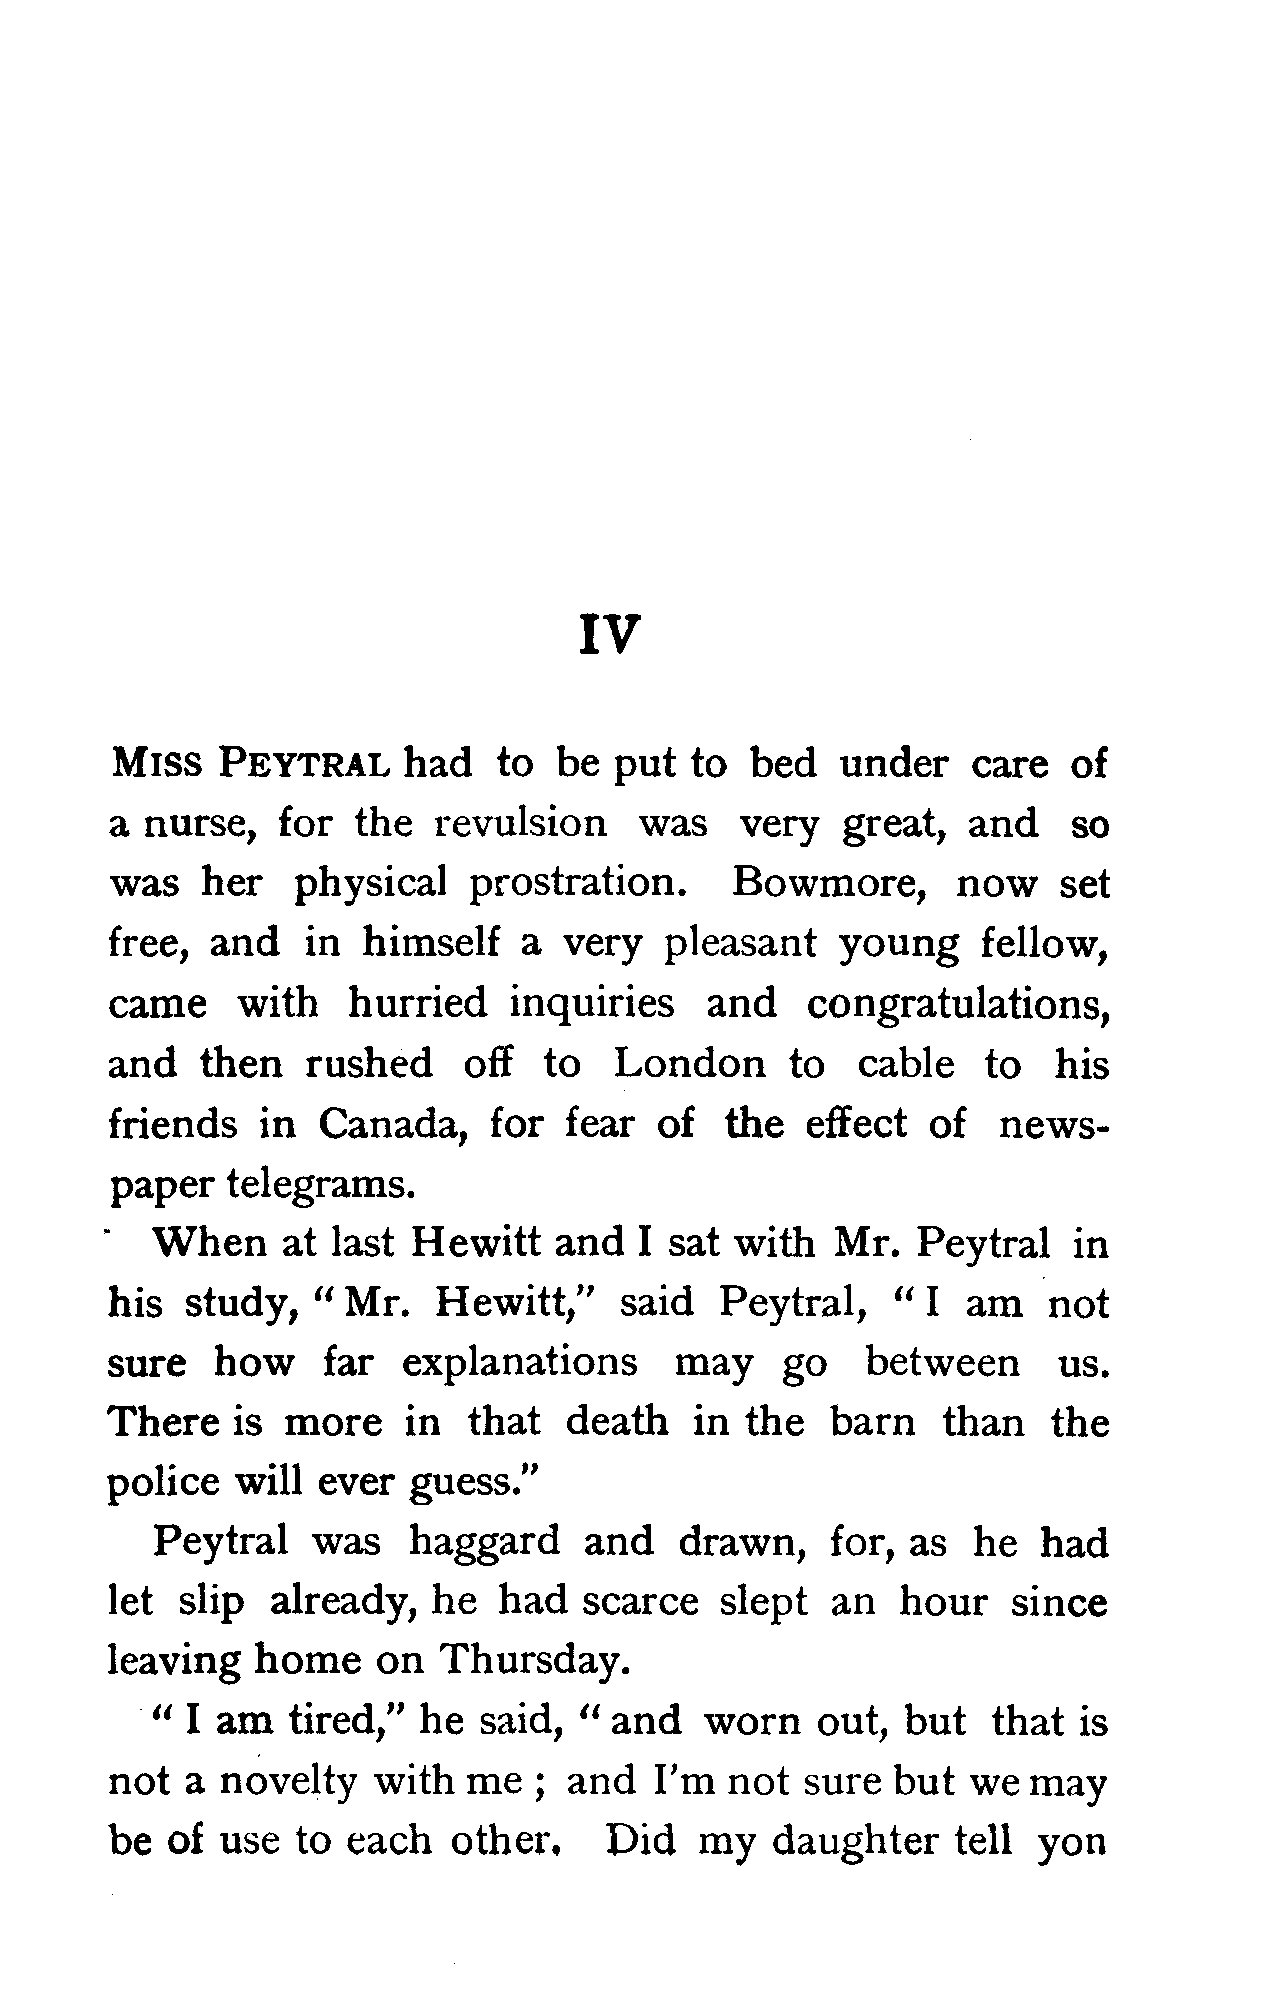 IV
Miss Peytral had to be put to bed under care of
a nurse, for the revulsion was very great, and so
was her physical prostration. Bowmore, now set
free, and in himself a very pleasant young fellow,
came with hurried inquiries and congratulations,
and then rushed off to London to cable to his
friends in Canada, for fear of the effect of news-
paper telegrams.
When at last Hewitt and I sat with Mr. Peytral in
his study, "Mr. Hewitt," said Peytral, "I am not
sure how far explanations may go between us.
There is more in that death in the barn than the
police will ever guess."
Peytral was haggard and drawn, for, as he had
let slip already, he had scarce slept an hour since
leaving home on Thursday.
"I am tired," he said, "and worn out, but that is
not a novelty with me; and I'm not sure but we may
be of use to each other. Did my daughter tell yon